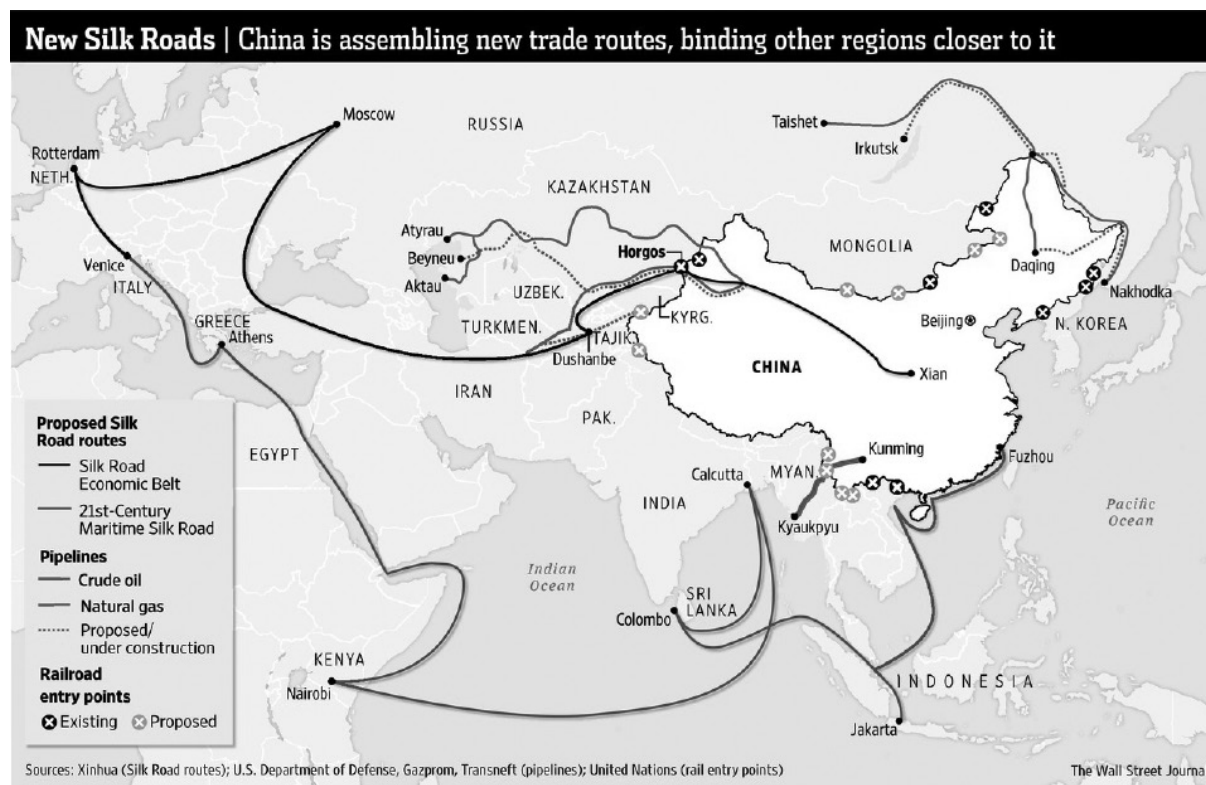 New Silk Roads | China is assembling new trade routes, binding other regions closer to it
Moscow
RUSSIA
Taishet
Irkutsk
Rotterdam
NETH.
KAZAKHSTAN
Atyrau
Beyneu
Aktau
Horgos
MONGOLIA
Daqing
Nakhodka
Venice
ITALY
UZBEK.
GREECE
Athens
TURKMEN.
KYRG.
TAJIK.
Dushanbe
Beijing
N. KOREA
CHINA
Xian
IRAN
PAK.
EGYPT
Kunming
Fuzhou
Calcutta
MYAN.
INDIA
Kyaukpyu
Pacific
Ocean
Indian
Ocean
SRI
LANKA
Colombo
KENYA
Nairobi
INDONESIA
Jakarta
Proposed Silk
Road routes
Silk Road
Economic Belt
21st-Century
Maritime Silk Road
Pipelines
Crude oil
Natural gas
Proposed/
under construction
Railroad
entry points
Existing Proposed
Sources: Xinhua (Silk Road routes); U.S. Department of Defense, Gazprom, Transneft (pipelines); United Nations (rail entry points)
The Wall Street Journa